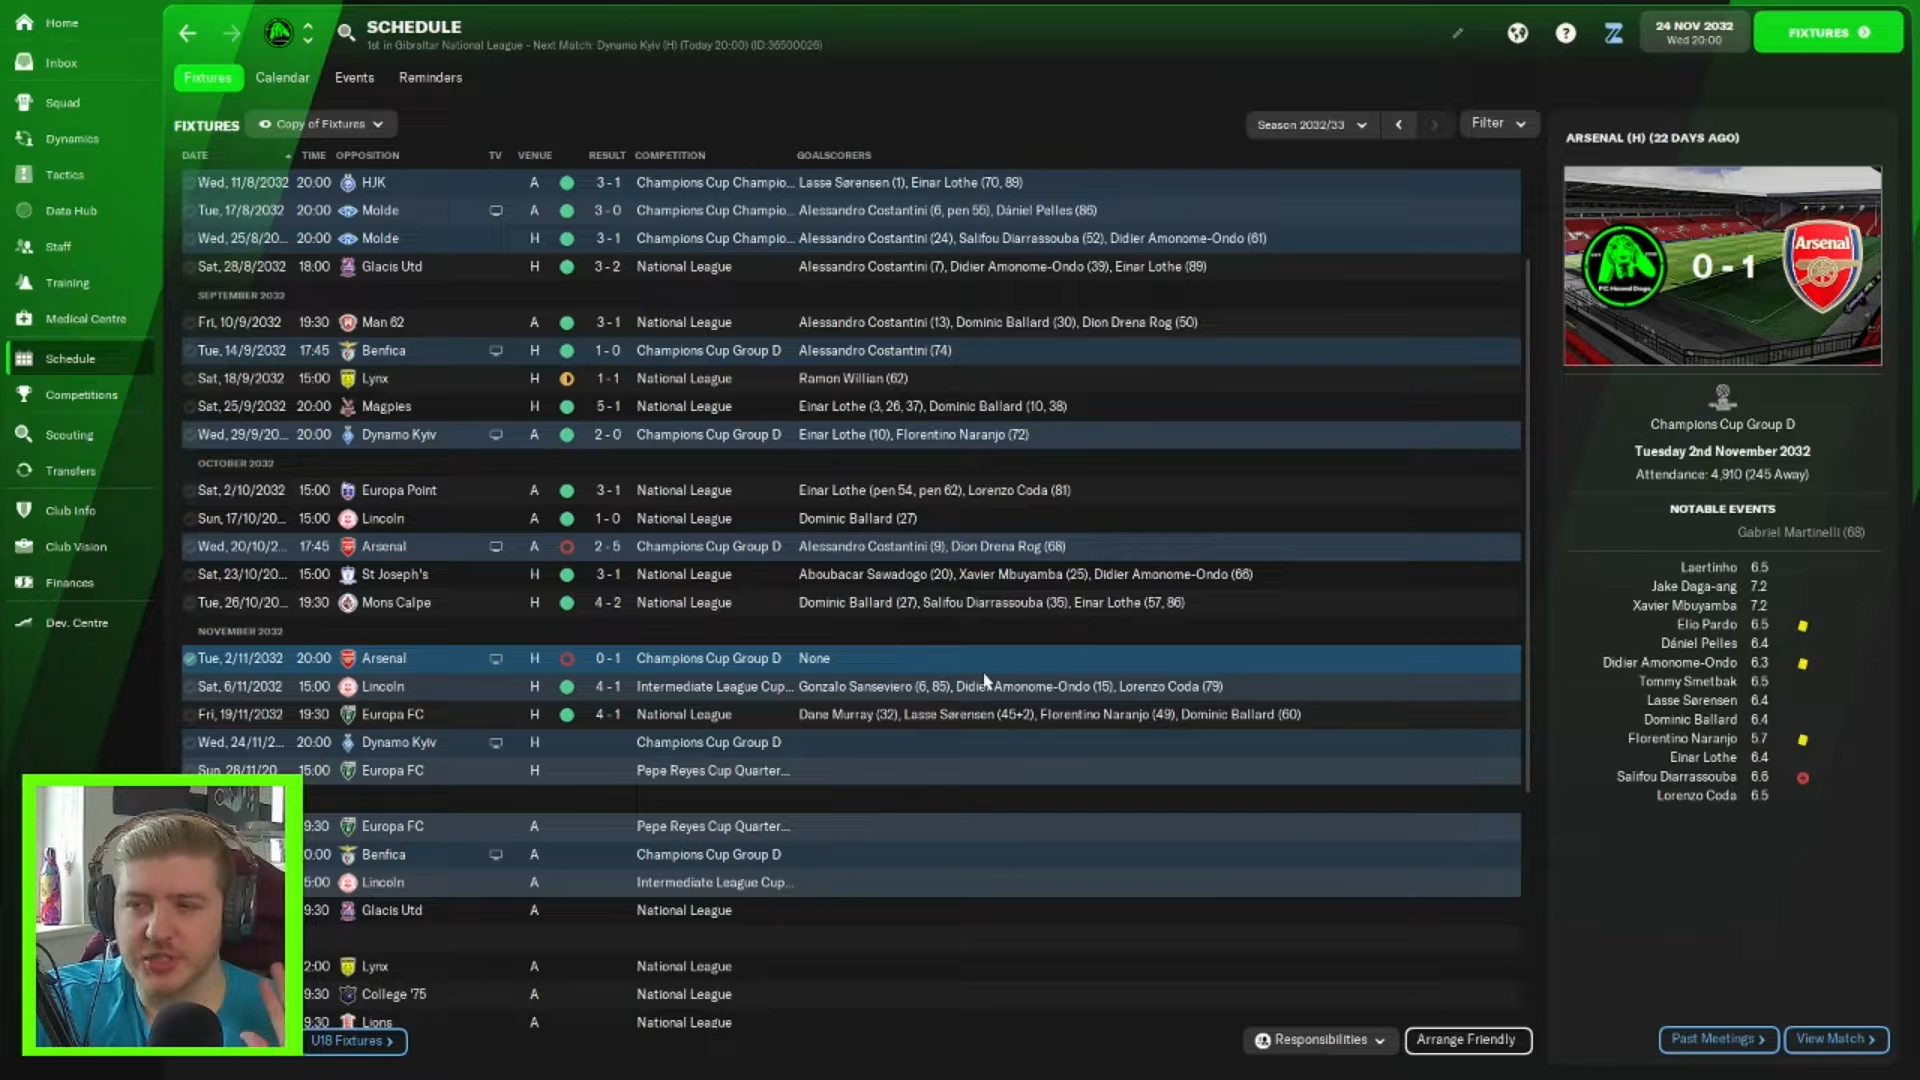 Home
Inbox
Squad
Dynamics
Tactics
Data Hub
Staff
Training
Medical Centre
Schedule
Competitions
Scouting
Transfers
Club Info
Club Vision
Finances
Dev. Centre
SCHEDULE
1st in Gibraltar National League - Next Match: Dynamo Kyiv (H) (Today 20:00) (ID:36500026)
24 NOV 2032
Wed 20:00
FIXTURES
Fixtures Calendar Events Reminders
FIXTURES Copy of Fixtures Season 2032/33 Filter
DATE TIME OPPOSITION TV VENUE RESULT COMPETITION GOALSCORERS
Wed, 11/8/2032 20:00 HJK A 3 - 1 Champions Cup Champio... Lasse Sørensen (1), Einar Lothe (70, 89)
Tue, 17/8/2032 20:00 Molde A 3 - 0 Champions Cup Champio... Alessandro Costantini (6, pen 55), Dániel Pelles (86)
Wed, 25/8/20... 20:00 Molde H 3 - 1 Champions Cup Champio... Alessandro Costantini (24), Salifou Diarrassouba (52), Didier Amonome-Ondo (61)
Sat, 28/8/2032 18:00 Glacis Utd H 3 - 2 National League Alessandro Costantini (7), Didier Amonome-Ondo (39), Einar Lothe (89)
SEPTEMBER 2032
Fri, 10/9/2032 19:30 Man 62 A 3 - 1 National League Alessandro Costantini (13), Dominic Ballard (30), Dion Drena Rog (50)
Tue, 14/9/2032 17:45 Benfica H 1 - 0 Champions Cup Group D Alessandro Costantini (74)
Sat, 18/9/2032 15:00 Lynx H 1 - 1 National League Ramon Willian (62)
Sat, 25/9/2032 20:00 Magpies H 5 - 1 National League Einar Lothe (3, 26, 37), Dominic Ballard (10, 38)
Wed, 29/9/20... 20:00 Dynamo Kyiv A 2 - 0 Champions Cup Group D Einar Lothe (10), Florentino Naranjo (72)
OCTOBER 2032
Sat, 2/10/2032 15:00 Europa Point A 3 - 1 National League Einar Lothe (pen 54, pen 62), Lorenzo Coda (81)
Sun, 17/10/20... 15:00 Lincoln A 1 - 0 National League Dominic Ballard (27)
Wed, 20/10/2... 17:45 Arsenal A 2 - 5 Champions Cup Group D Alessandro Costantini (9), Dion Drena Rog (68)
Sat, 23/10/20... 15:00 St Joseph's H 3 - 1 National League Aboubacar Sawadogo (20), Xavier Mbuyamba (25), Didier Amonome-Ondo (66)
Tue, 26/10/20... 19:30 Mons Calpe H 4 - 2 National League Dominic Ballard (27), Salifou Diarrassouba (35), Einar Lothe (57, 86)
NOVEMBER 2032
Tue, 2/11/2032 20:00 Arsenal H 0 - 1 Champions Cup Group D None
Sat, 6/11/2032 15:00 Lincoln H 4 - 1 Intermediate League Cup... Gonzalo Sanseviero (6, 85), Didier Amonome-Ondo (15), Lorenzo Coda (79)
Fri, 19/11/2032 19:30 Europa FC H 4 - 1 National League Dane Murray (32), Lasse Sørensen (45+2), Florentino Naranjo (49), Dominic Ballard (60)
Wed, 24/11/2... 20:00 Dynamo Kyiv H Champions Cup Group D
Sun, 28/11/20 15:00 Europa FC H Pepe Reyes Cup Quarter...
9:30 Europa FC A Pepe Reyes Cup Quarter...
0:00 Benfica A Champions Cup Group D
5:00 Lincoln A Intermediate League Cup...
9:30 Glacis Utd A National League
2:00 Lynx A National League
9:30 College '75 A National League
9:30 Lions A National League
U18 Fixtures
Responsibilities Arrange Friendly
ARSENAL (H) (22 DAYS AGO)
FC Hound Dogs
0 - 1
Arsenal
Champions Cup Group D
Tuesday 2nd November 2032
Attendance: 4,910 (245 Away)
NOTABLE EVENTS
Gabriel Martinelli (68)
Laertinho 6.5
Jake Daga-ang 7.2
Xavier Mbuyamba 7.2
Elio Pardo 6.5
Dániel Pelles 6.4
Didier Amonome-Ondo 6.3
Tommy Smetbak 6.5
Lasse Sørensen 6.4
Dominic Ballard 6.4
Florentino Naranjo 5.7
Einar Lothe 6.4
Salifou Diarrassouba 6.6
Lorenzo Coda 6.5
Past Meetings View Match